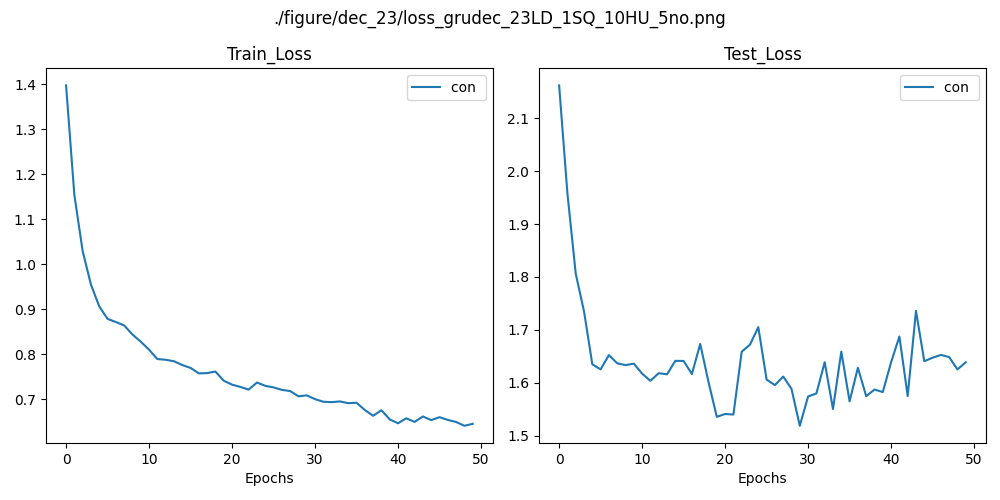 ./figure/dec_23/loss_grudec_23LD_1SQ_10HU_5no.png
Train_Loss
con
1.4
1.3
1.2
1.1
1.0
0.9
0.8
0.7
0 10 20 30 40 50
Epochs
Test_Loss
con
2.1
2.0
1.9
1.8
1.7
1.6
1.5
0 10 20 30 40 50
Epochs